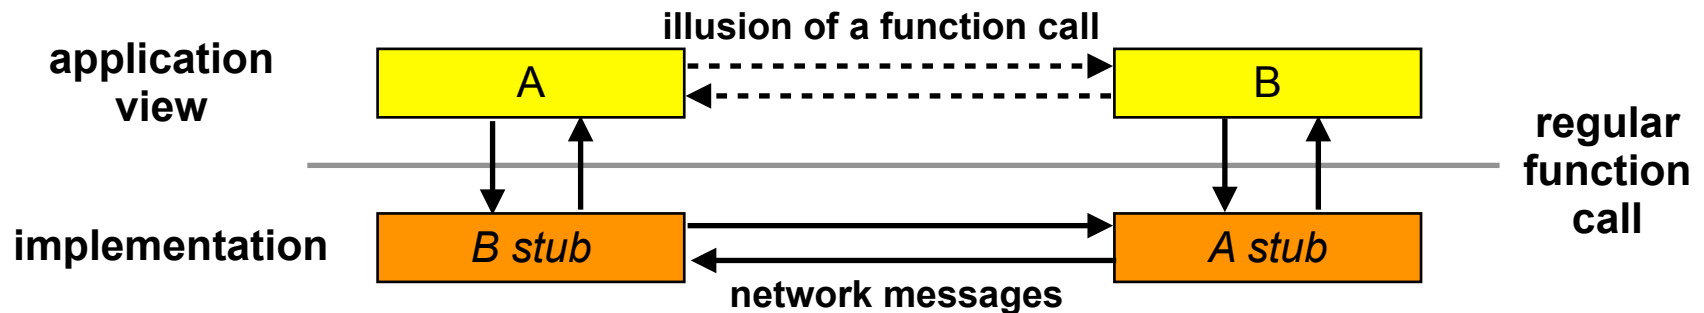 illusion of a function call
application
view
A
B
regular
function
call
implementation
B stub
A stub
network messages